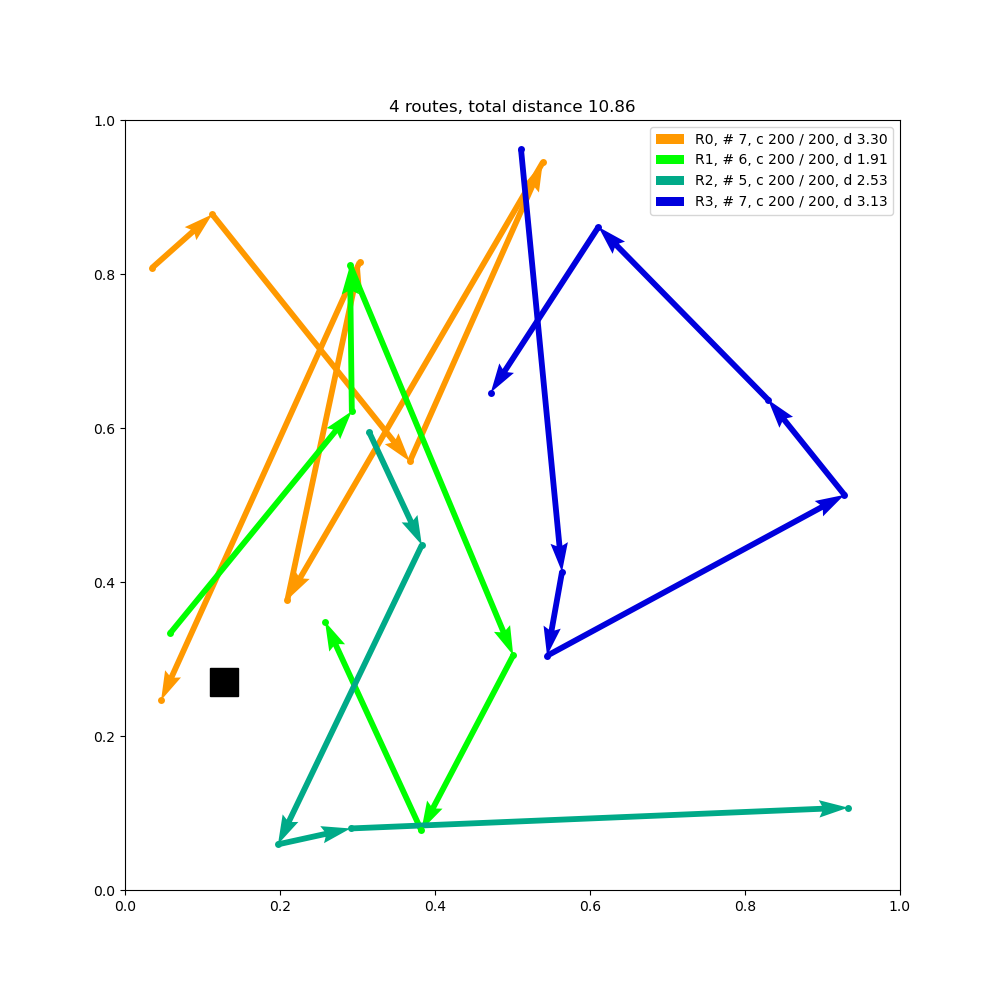 4 routes, total distance 10.86
R0, # 7, c 200 / 200, d 3.30
R1, # 6, c 200 / 200, d 1.91
R2, # 5, c 200 / 200, d 2.53
R3, # 7, c 200 / 200, d 3.13
1.0
0.8
0.6
0.4
0.2
0.0
0.0 0.2 0.4 0.6 0.8 1.0